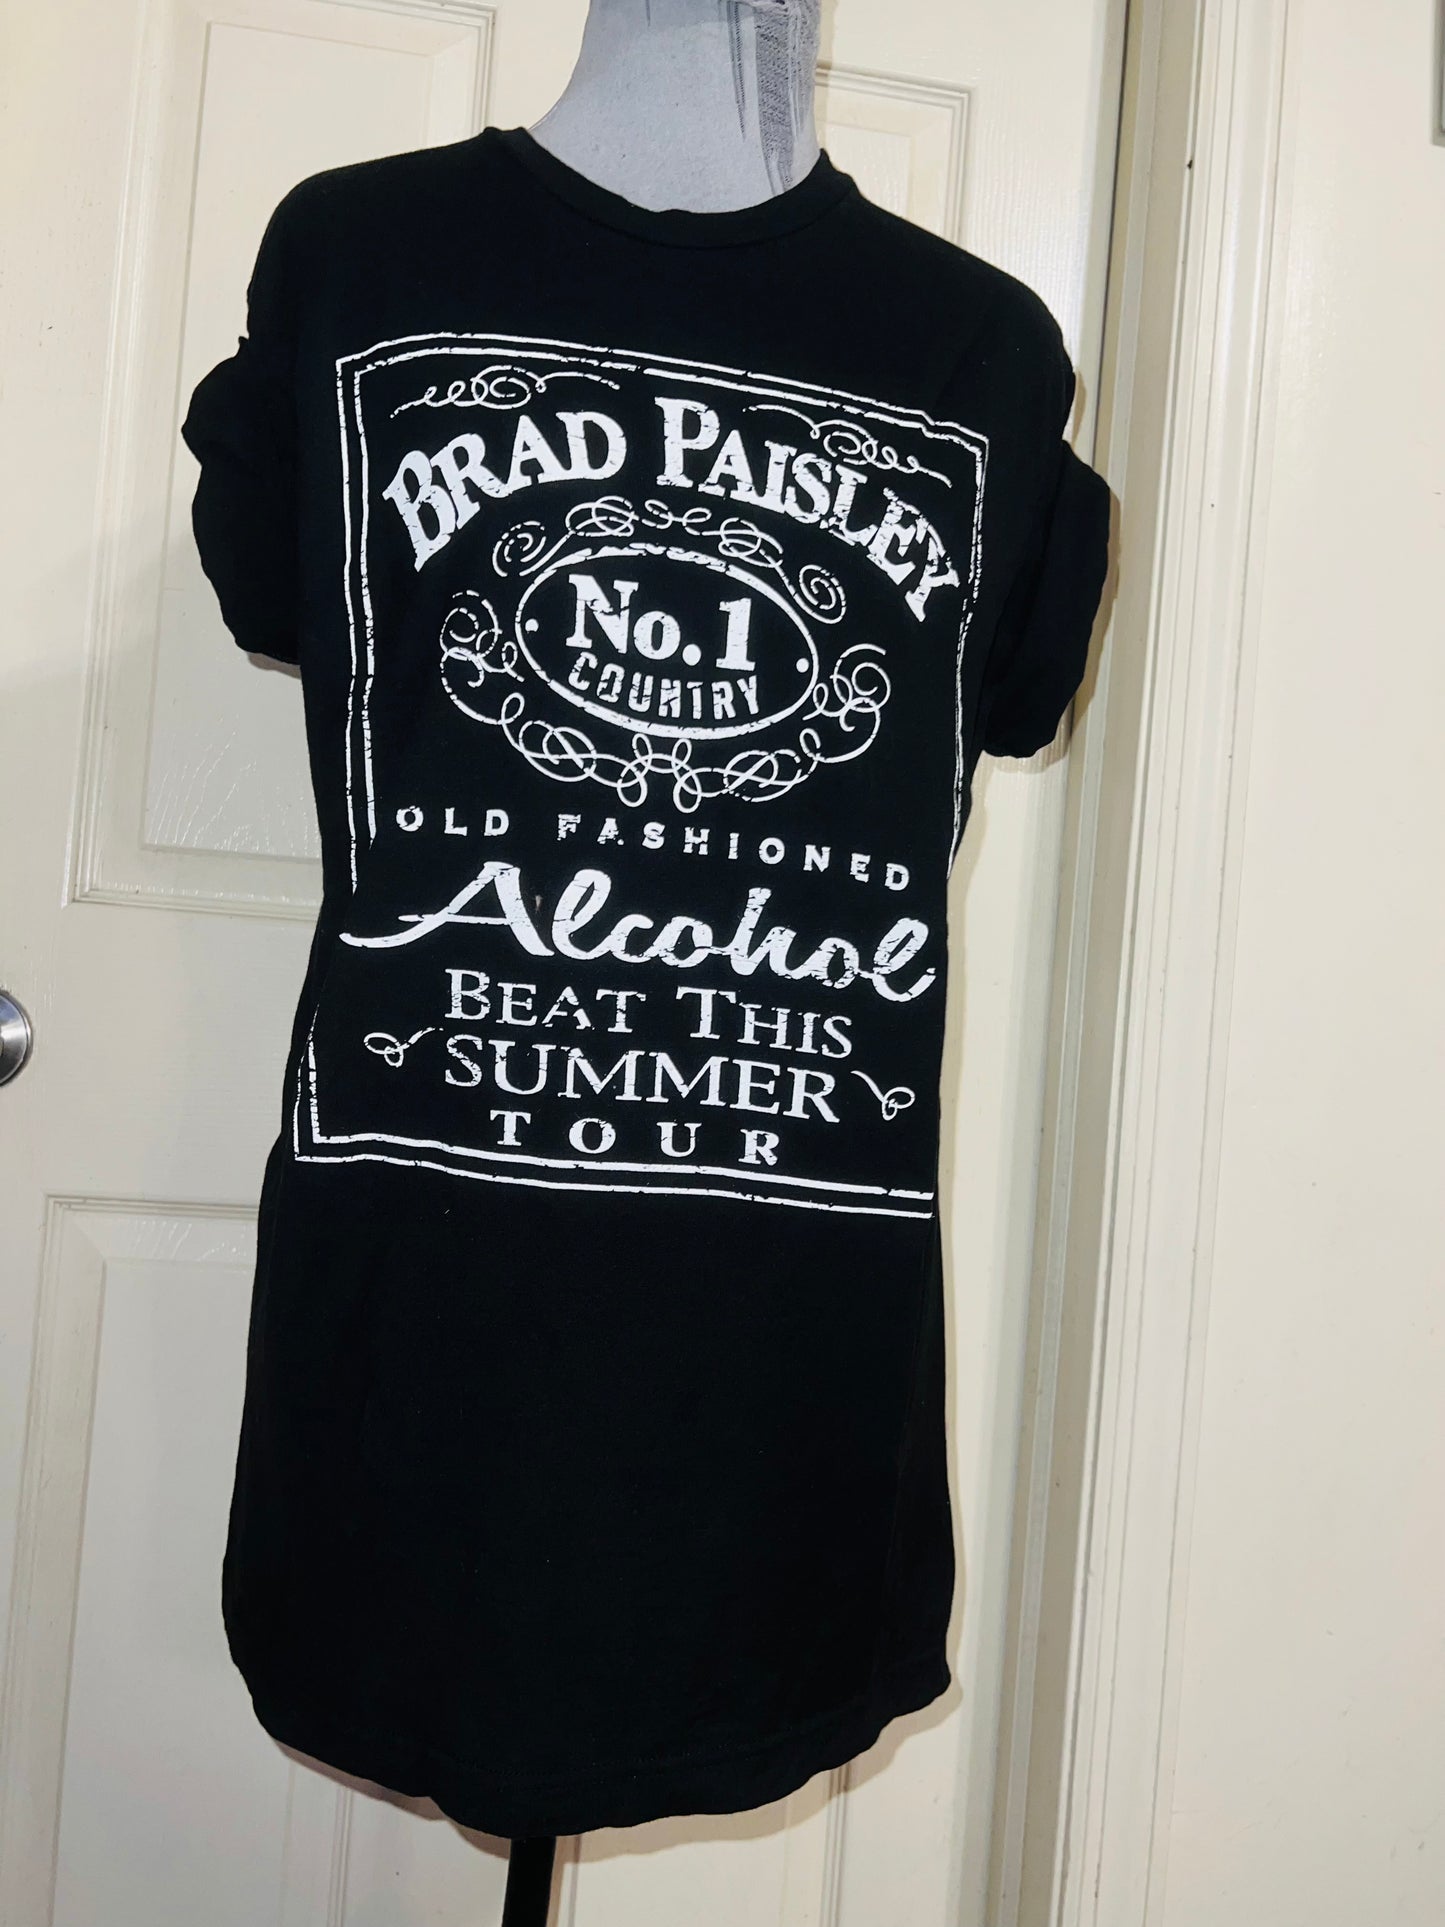 BRAD PAISLEY
No. 1
COUNTRY
OLD FASHIONED
Alcohol
BEAT THIS
SUMMER
TOUR